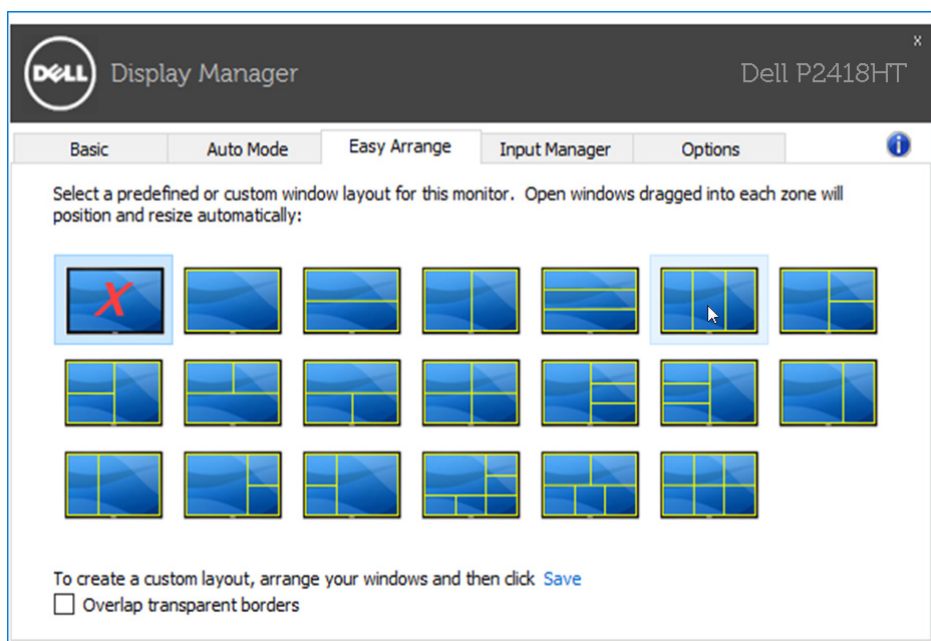 x
DELL Display Manager Dell P2418HT
Basic Auto Mode Easy Arrange Input Manager Options i
Select a predefined or custom window layout for this monitor. Open windows dragged into each zone will
position and resize automatically:
X
To create a custom layout, arrange your windows and then click Save
Overlap transparent borders